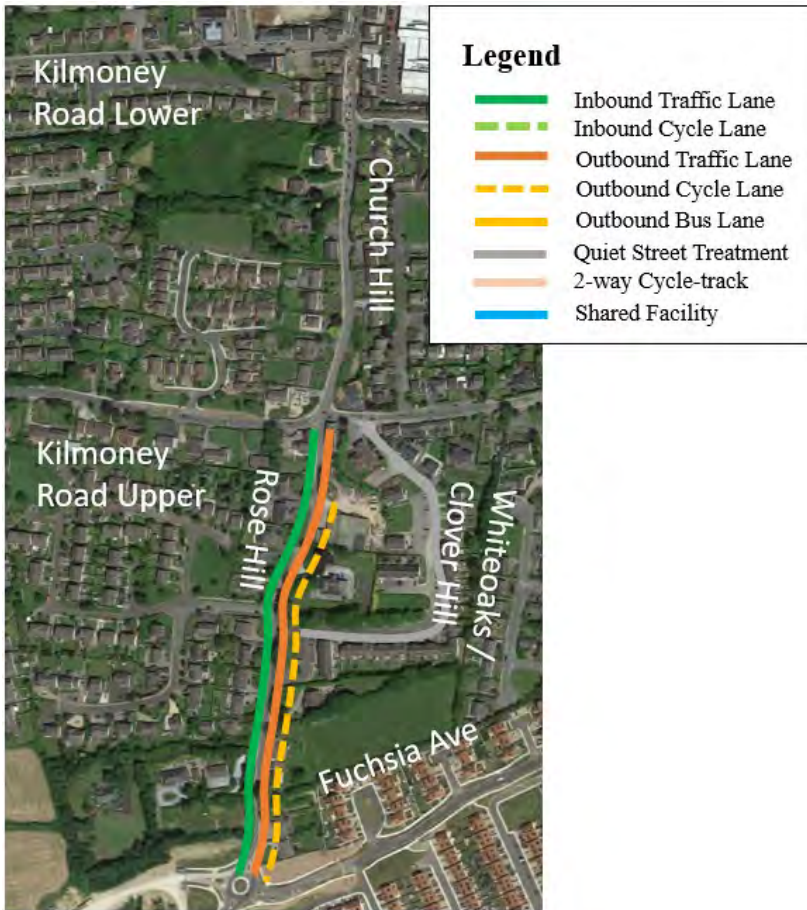 Kilmoney
Road Lower
Church Hill
Legend
Inbound Traffic Lane
Inbound Cycle Lane
Outbound Traffic Lane
Outbound Cycle Lane
Outbound Bus Lane
Quiet Street Treatment
2-way Cycle-track
Shared Facility
Kilmoney
Road Upper
Rose Hill
Clover Hill
Whiteoaks /
Fuchsia Ave